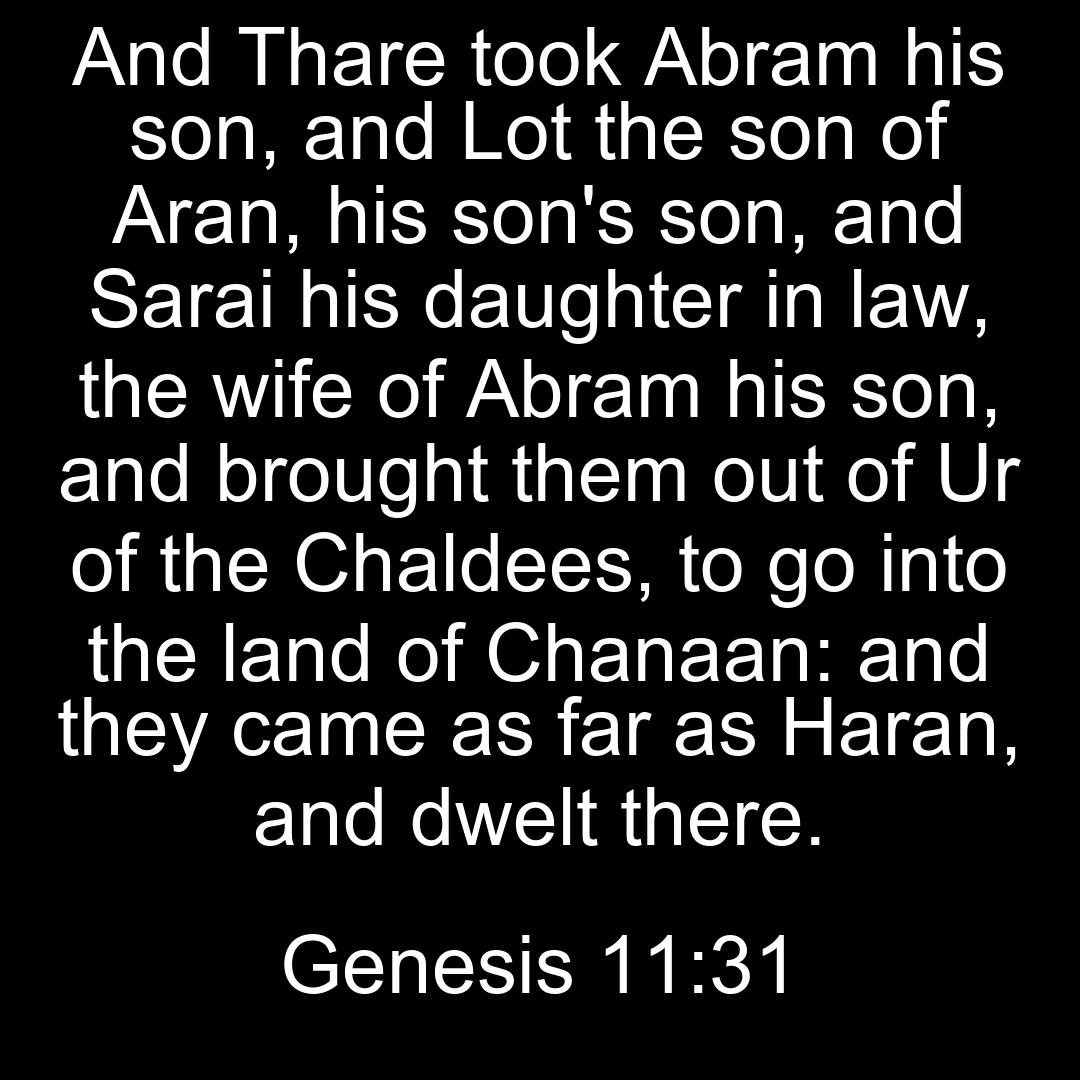 And Thare took Abram his
son, and Lot the son of
Aran, his son's son, and
Sarai his daughter in law,
the wife of Abram his son,
and brought them out of Ur
of the Chaldees, to go into
the land of Chanaan: and
they came as far as Haran,
and dwelt there.
Genesis 11:31